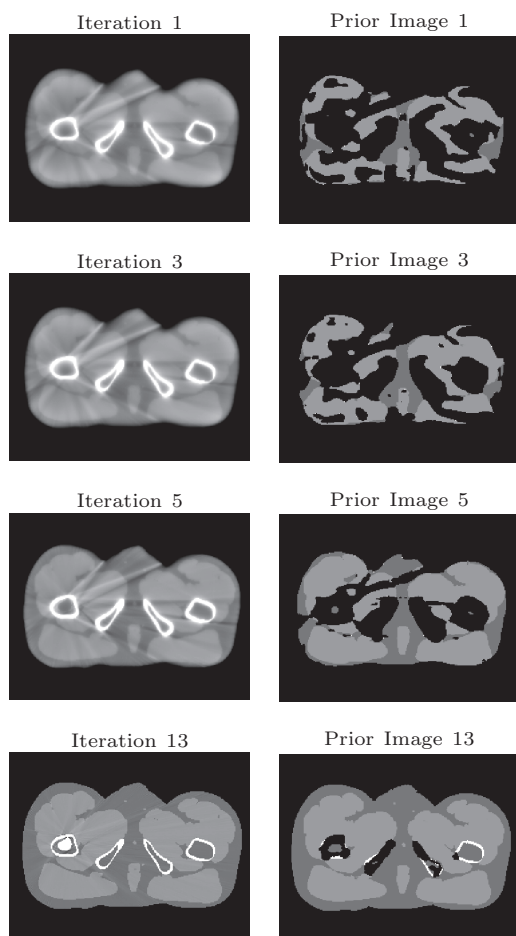 Iteration 1
Prior Image 1
Iteration 3
Prior Image 3
Iteration 5
Prior Image 5
Iteration 13
Prior Image 13